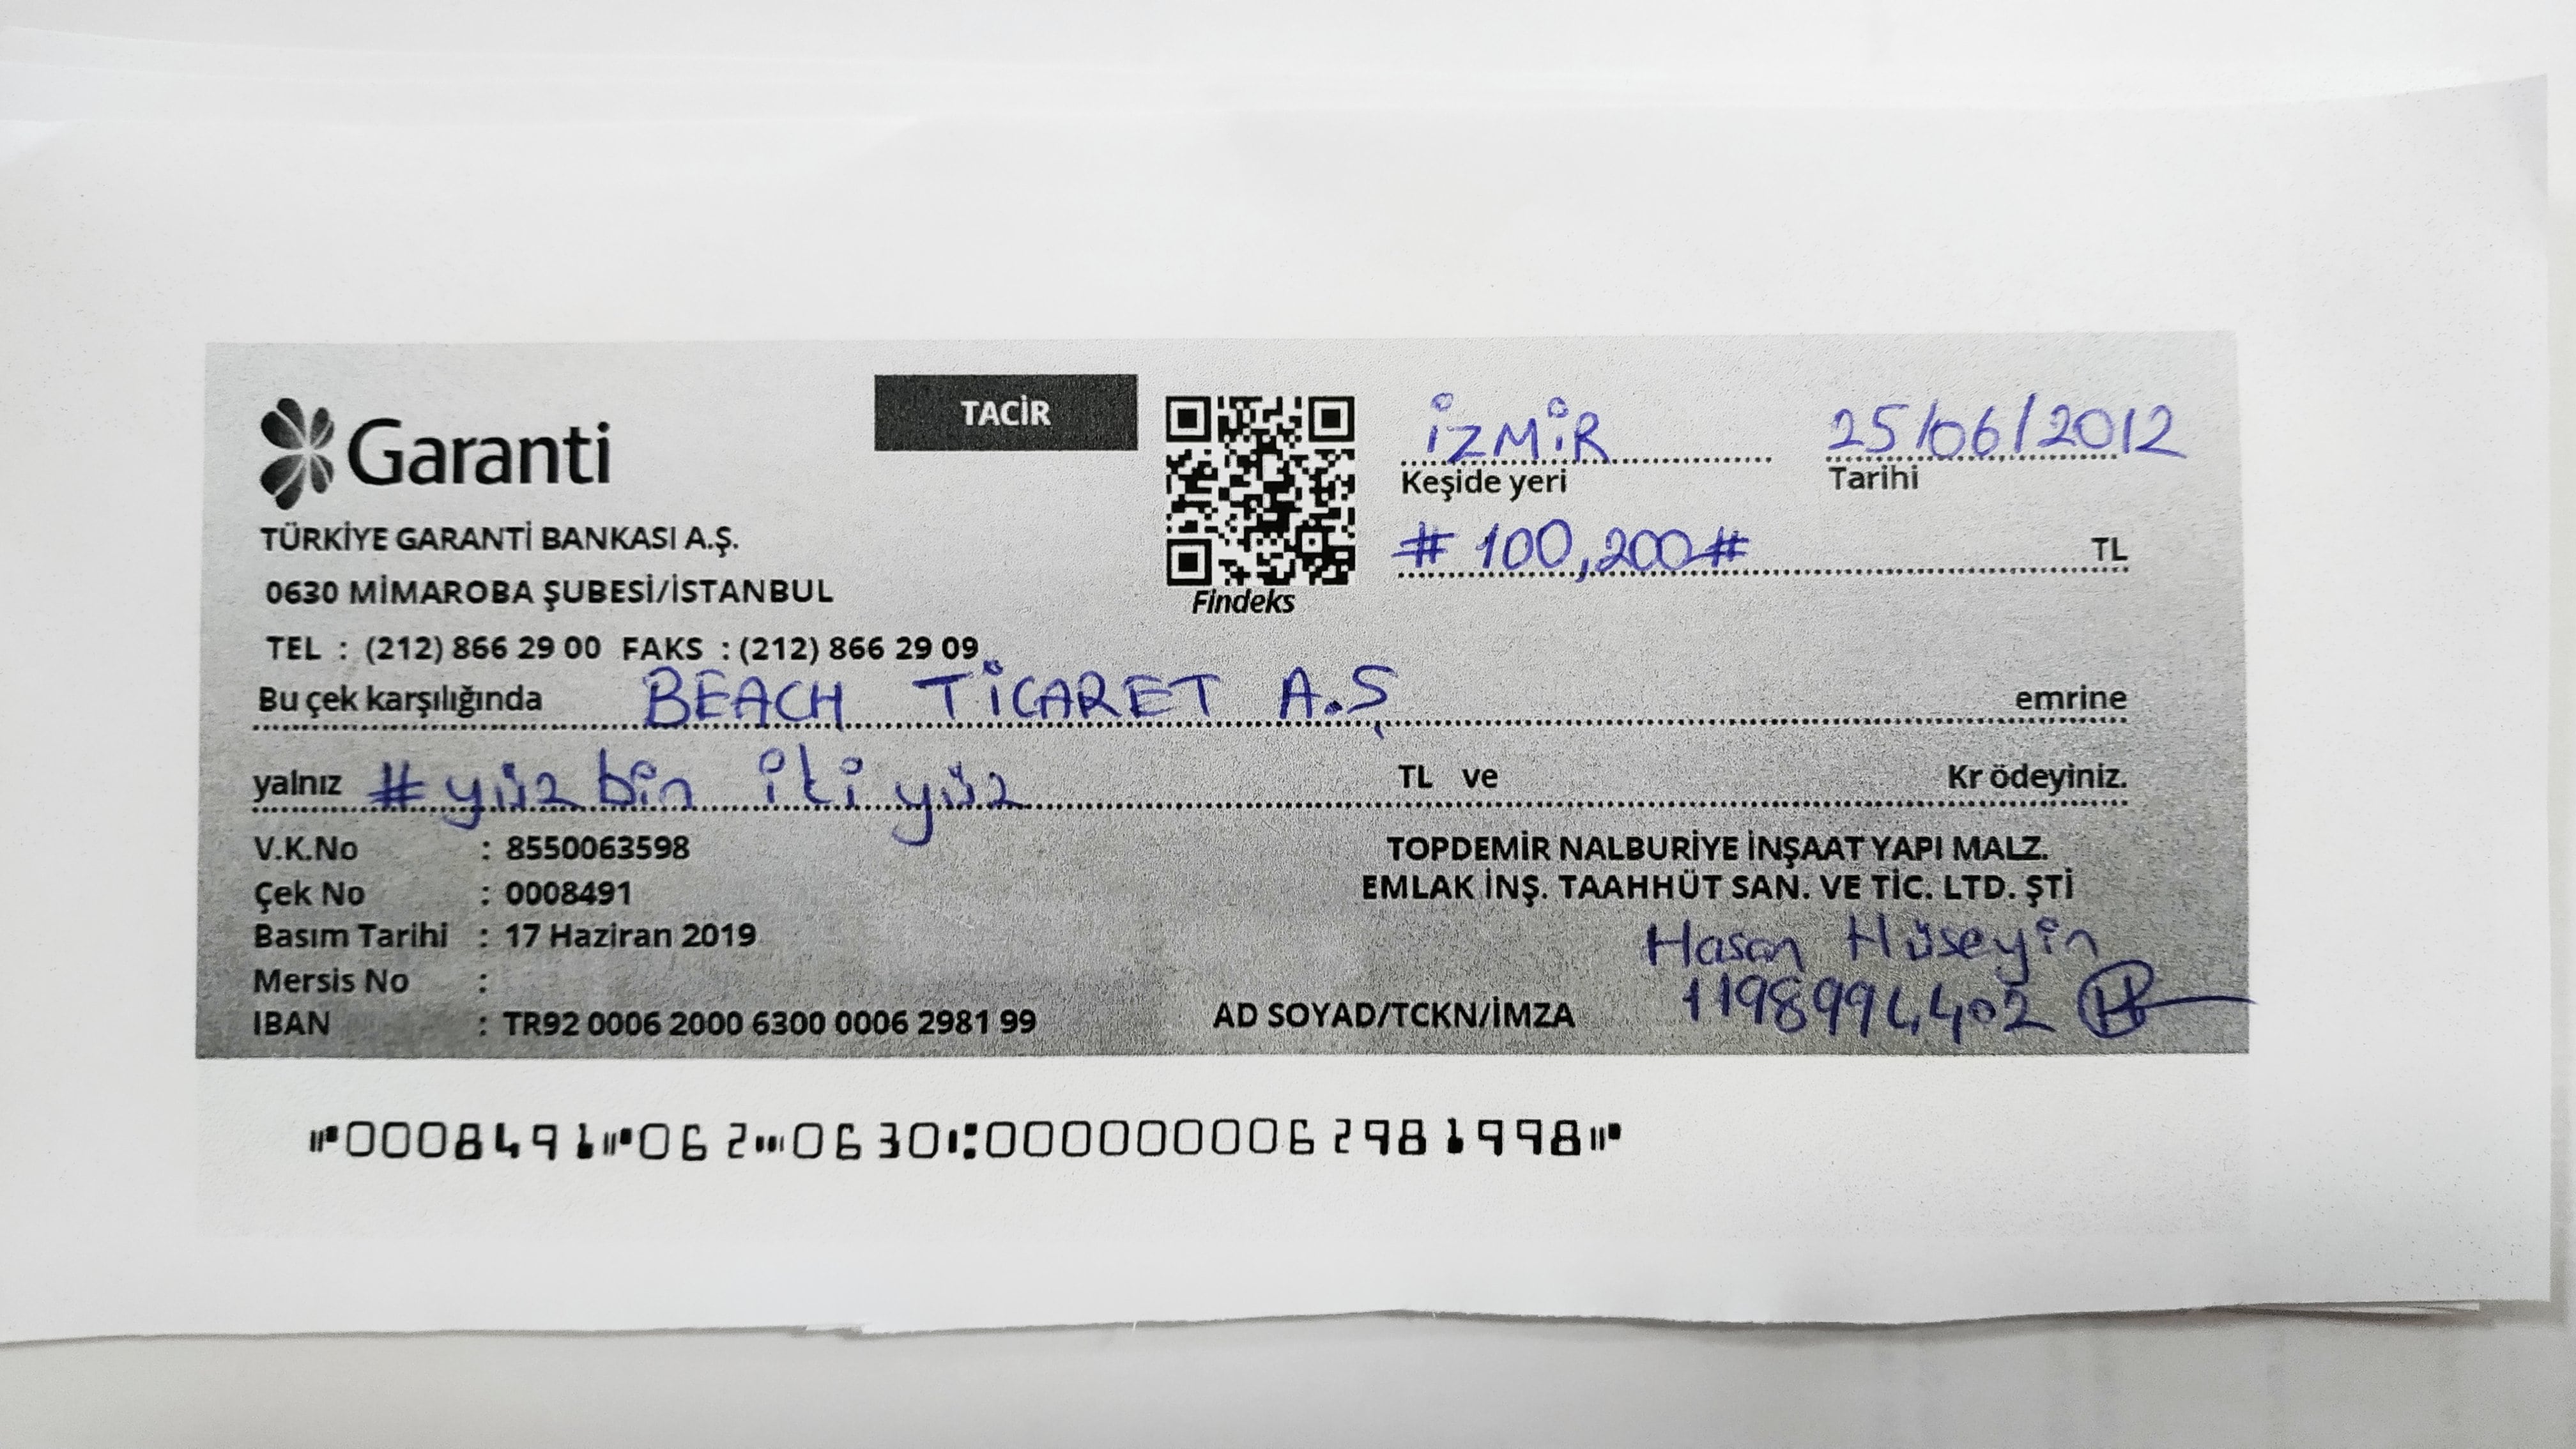 Garanti
TACİR
İZMİR 25/06/2012
Keşide yeri Tarihi
#100,200# TL
Findeks
TÜRKİYE GARANTİ BANKASI A.Ş.
0630 MİMAROBA ŞUBESİ/İSTANBUL
TEL : (212) 866 29 00 FAKS : (212) 866 29 09
Bu çek karşılığında BEACH TİCARET A.Ş emrine
yalnız #yüz bin iki yüz TL ve Kr ödeyiniz.
V.K.No : 8550063598
Çek No : 0008491
Basım Tarihi : 17 Haziran 2019
Mersis No :
IBAN : TR92 0006 2000 6300 0006 2981 99
TOPDEMİR NALBURİYE İNŞAAT YAPI MALZ.
EMLAK İNŞ. TAAHHÜT SAN. VE TİC. LTD. ŞTİ
Hasan Hüseyin
AD SOYAD/TCKN/İMZA
⑈0008491⑈062⑉0630⑆0000000062981998⑈